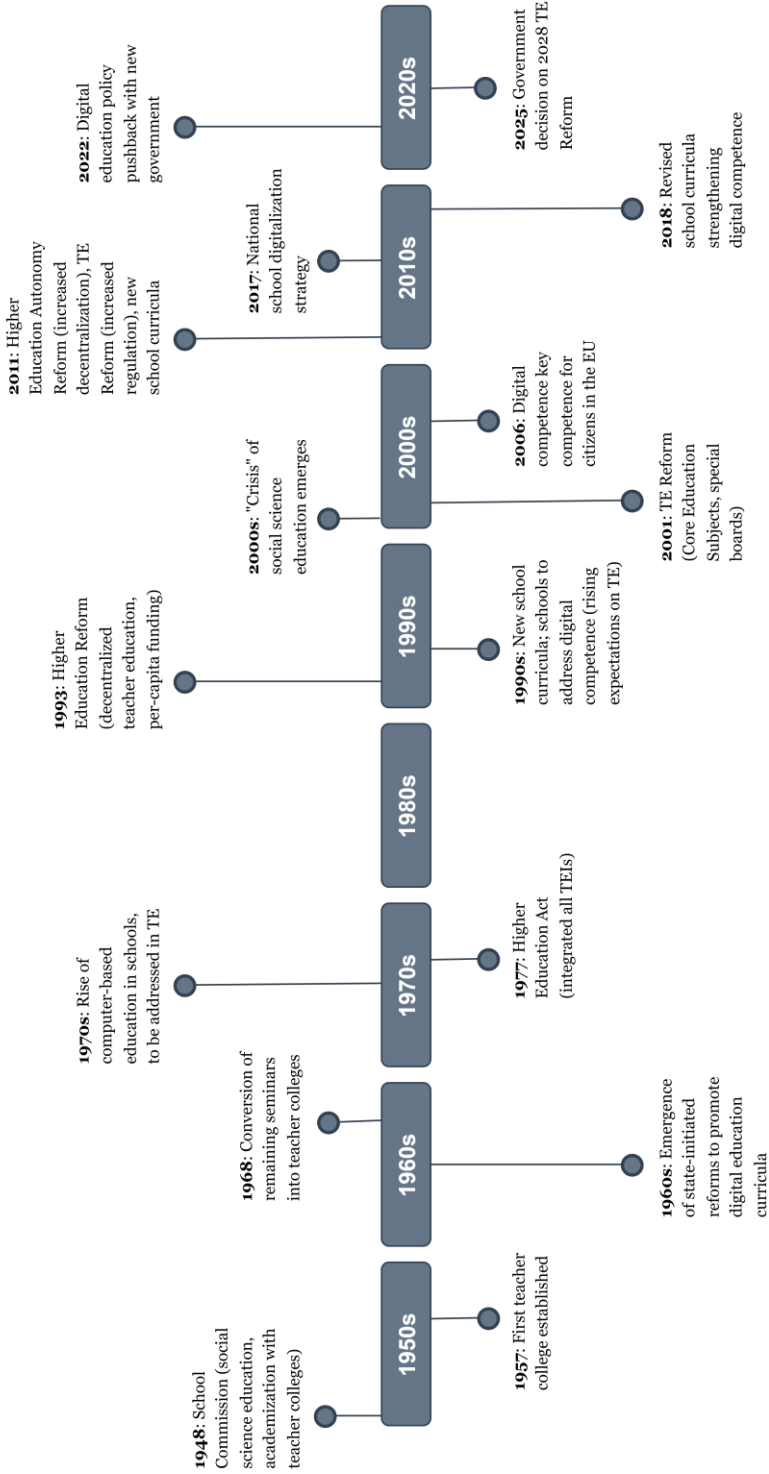 1948: School
Commission (social
science education,
academization with
teacher colleges)
1968: Conversion of
remaining seminars
into teacher colleges
1970s: Rise of
computer-based
education in schools,
to be addressed in TE
1993: Higher
Education Reform
(decentralized
teacher education,
per-capita funding)
2000s: "Crisis" of
social science
education emerges
2011: Higher
Education Autonomy
Reform (increased
decentralization), TE
Reform (increased
regulation), new
school curricula
2017: National
school digitalization
strategy
2022: Digital
education policy
pushback with new
government
1950s
1960s
1970s
1980s
1990s
2000s
2010s
2020s
1957: First teacher
college established
1960s: Emergence
of state-initiated
reforms to promote
digital education
curricula
1977: Higher
Education Act
(integrated all TEIs)
1990s: New school
curricula; schools to
address digital
competence (rising
expectations on TE)
2001: TE Reform
(Core Education
Subjects, special
boards)
2006: Digital
competence key
competence for
citizens in the EU
2018: Revised
school curricula
strengthening
digital competence
2025: Government
decision on 2028 TE
Reform